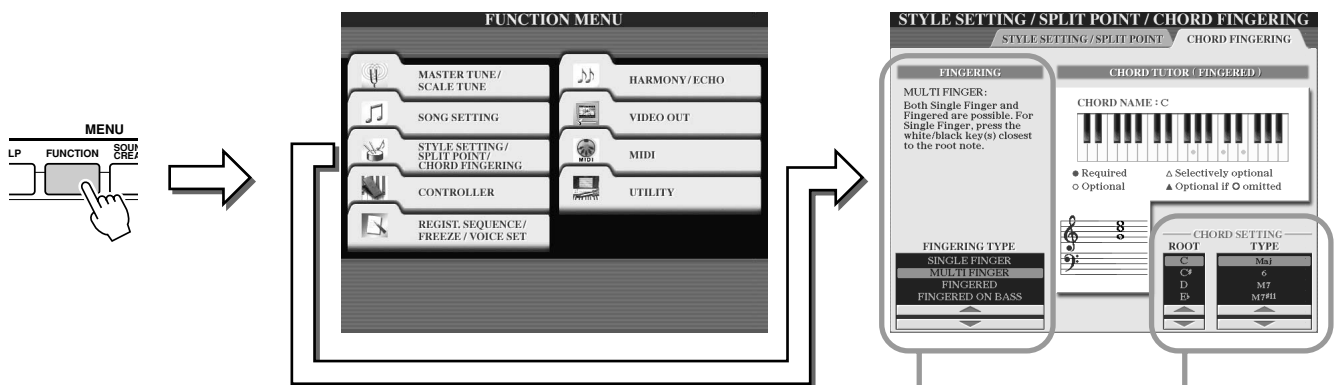 MENU
LP
FUNCTION
SOUN
CREA
FUNCTION MENU
MASTER TUNE/
SCALE TUNE
SONG SETTING
STYLE SETTING/
SPLIT POINT/
CHORD FINGERING
CONTROLLER
REGIST. SEQUENCE/
FREEZE / VOICE SET
HARMONY/ECHO
VIDEO OUT
MIDI
MIDI
UTILITY
STYLE SETTING / SPLIT POINT / CHORD FINGERING
STYLE SETTING / SPLIT POINT
CHORD FINGERING
FINGERING
MULTI FINGER:
Both Single Finger and
Fingered are possible. For
Single Finger, press the
white/black key(s) closest
to the root note.
FINGERING TYPE
SINGLE FINGER
MULTI FINGER
FINGERED
FINGERED ON BASS
CHORD TUTOR ( FINGERED )
CHORD NAME : C
● Required
△ Selectively optional
○ Optional
▲ Optional if O omitted
CHORD SETTING
ROOT
TYPE
C
Maj
C♯
6
D
M7
E♭
M7♯11